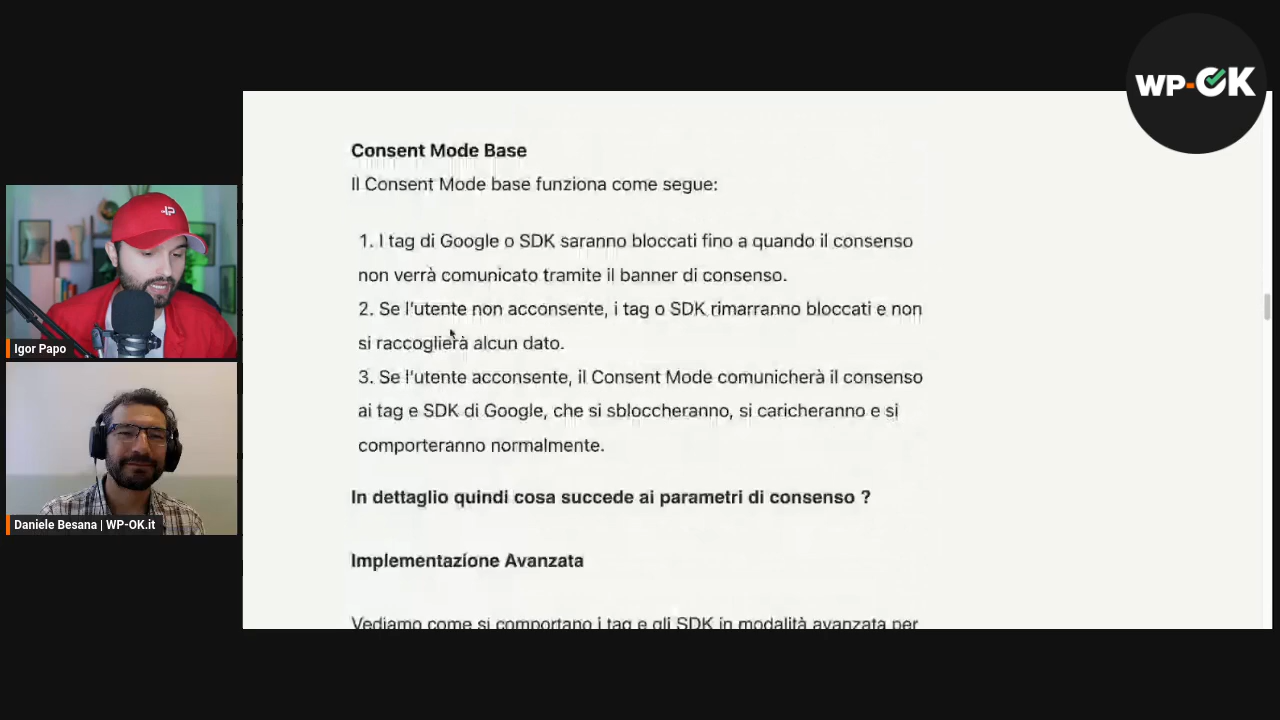 WP-OK
Consent Mode Base
Il Consent Mode base funziona come segue:
1. I tag di Google o SDK saranno bloccati fino a quando il consenso
non verrà comunicato tramite il banner di consenso.
2. Se l'utente non acconsente, i tag o SDK rimarranno bloccati e non
si raccoglierà alcun dato.
3. Se l'utente acconsente, il Consent Mode comunicherà il consenso
ai tag e SDK di Google, che si sbloccheranno, si caricheranno e si
comporteranno normalmente.
In dettaglio quindi cosa succede ai parametri di consenso ?
Implementazione Avanzata
Vediamo come si comportano i tag e gli SDK in modalità avanzata per
Igor Papo
Daniele Besana | WP-OK.it